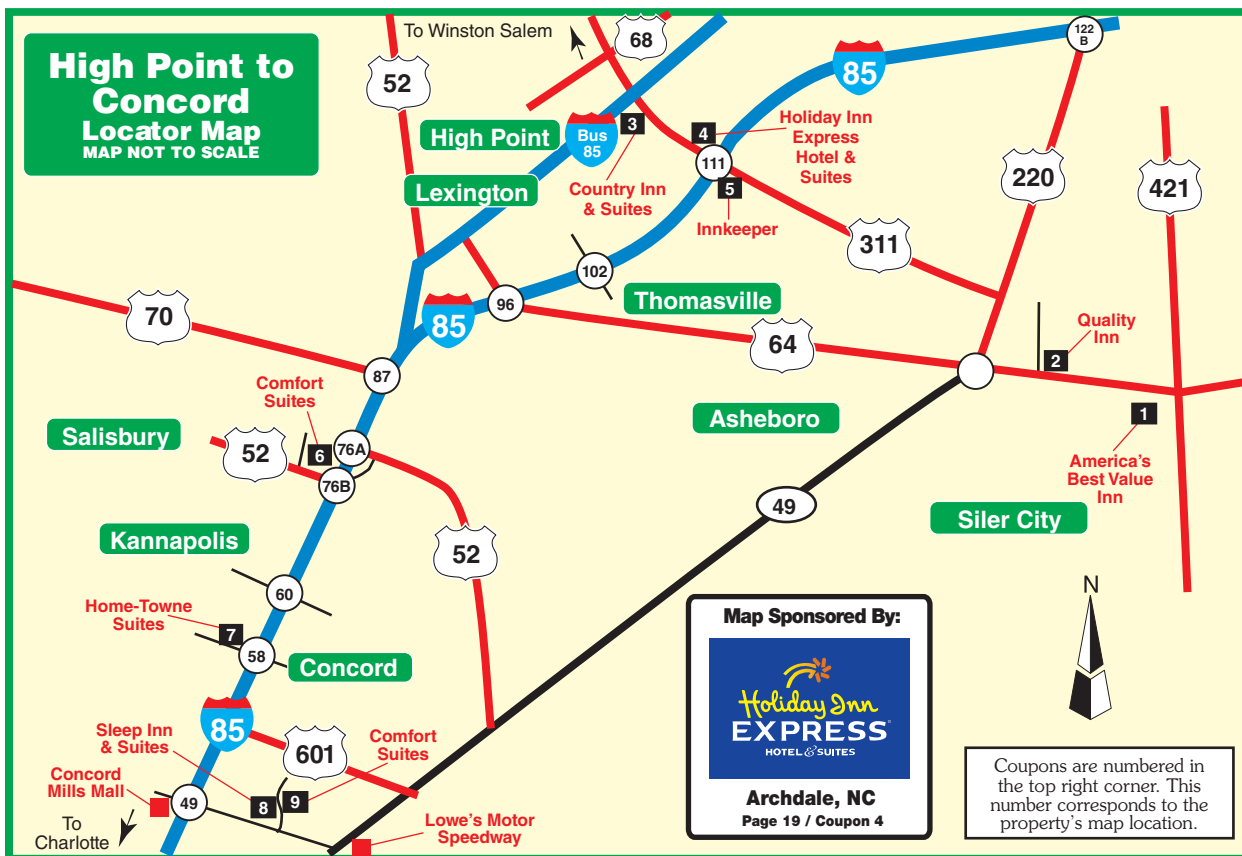 High Point to
Concord
Locator Map
MAP NOT TO SCALE
To Winston Salem
52
68
85
122
B
High Point
Bus
85
3
4
Holiday Inn
Express
Hotel &
Suites
111
5
Lexington
Country Inn
& Suites
Innkeeper
220
421
311
102
Thomasville
70
85
96
64
Quality
Inn
2
87
Comfort
Suites
Asheboro
1
Salisbury
52
6
76A
76B
America's
Best Value
Inn
49
Siler City
Kannapolis
52
60
Home-Towne
Suites
7
58
Concord
N
Map Sponsored By:
Holiday Inn
EXPRESS
HOTEL & SUITES
Archdale, NC
Page 19 / Coupon 4
85
Sleep Inn
& Suites
601
Comfort
Suites
Concord
Mills Mall
49
8
9
To
Charlotte
Lowe's Motor
Speedway
Coupons are numbered in
the top right corner. This
number corresponds to the
property's map location.